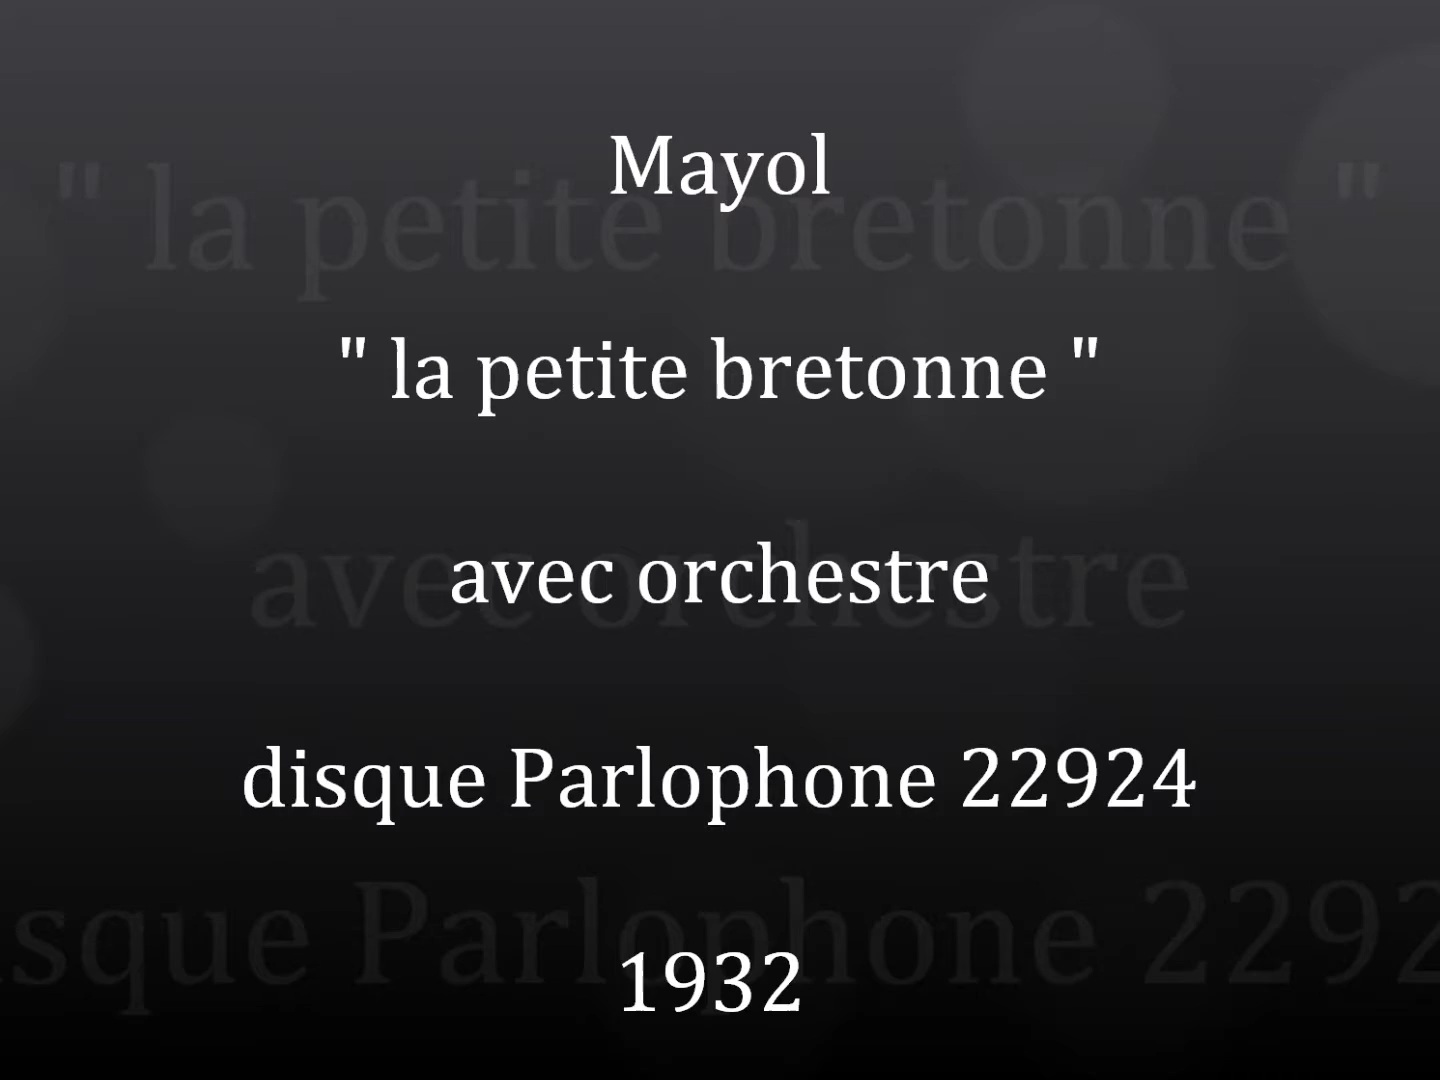 Mayol
" la petite bretonne "
avec orchestre
disque Parlophone 22924
1932